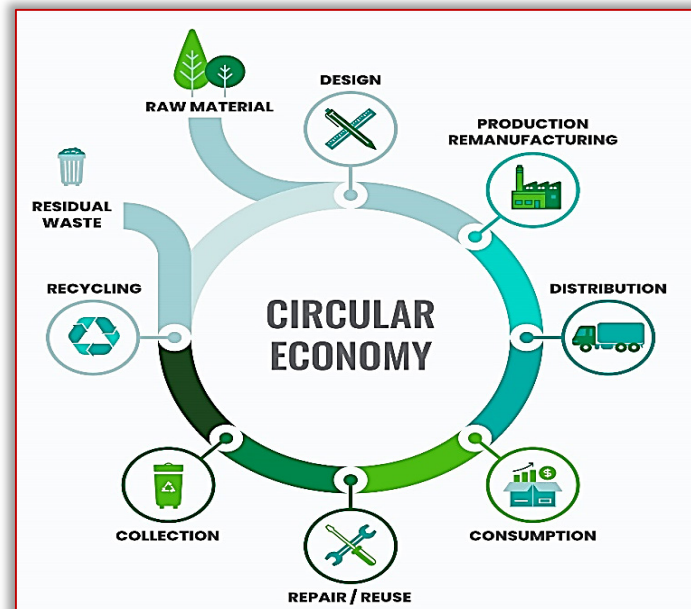 DESIGN
RAW MATERIAL
PRODUCTION
REMANUFACTURING
RESIDUAL
WASTE
RECYCLING
DISTRIBUTION
CIRCULAR
ECONOMY
$
COLLECTION
CONSUMPTION
REPAIR / REUSE